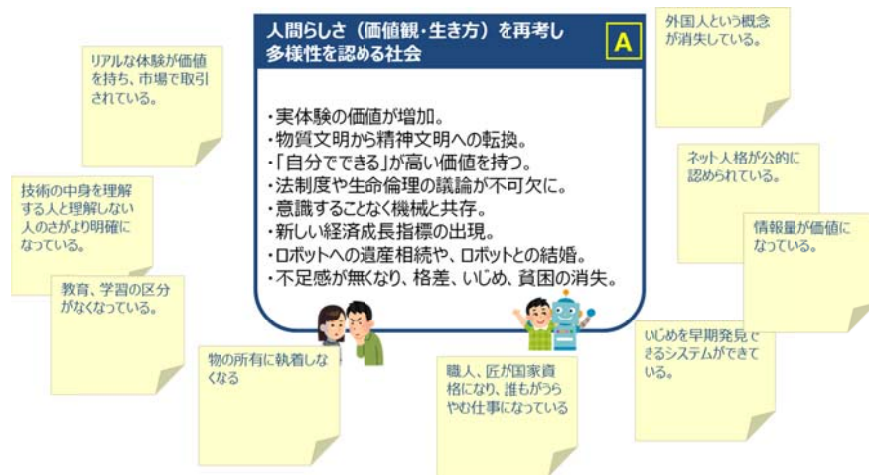 人間らしさ（価値観・生き方）を再考し
多様性を認める社会
A
・実体験の価値が増加。
・物質文明から精神文明への転換。
・「自分でできる」が高い価値を持つ。
・法制度や生命倫理の議論が不可欠に。
・意識することなく機械と共存。
・新しい経済成長指標の出現。
・ロボットへの遺産相続や、ロボットとの結婚。
・不足感が無くなり、格差、いじめ、貧困の消失。
リアルな体験が価値
を持ち、市場で取引
されている。
技術の中身を理解
する人と理解しない
人のさがより明確に
なっている。
教育、学習の区分
がなくなっている。
物の所有に執着しな
くなる
職人、匠が国家資
格になり、誰もがうら
やむ仕事になっている
外国人という概念
が消失している。
ネット人格が公的に
認められている。
情報量が価値に
なっている。
いじめを早期発見で
きるシステムができて
いる。